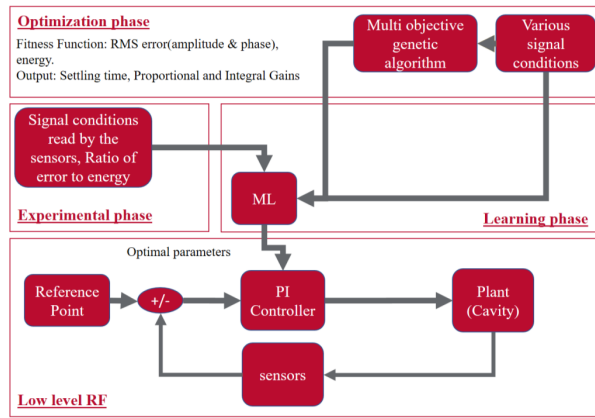 Optimization phase
Fitness Function: RMS error(amplitude & phase),
energy.
Output: Settling time, Proportional and Integral Gains
Multi objective
genetic
algorithm
Various
signal
conditions
Signal conditions
read by the
sensors, Ratio of
error to energy
Experimental phase
ML
Learning phase
Optimal parameters
Reference
Point
+/-
PI
Controller
Plant
(Cavity)
sensors
Low level RF